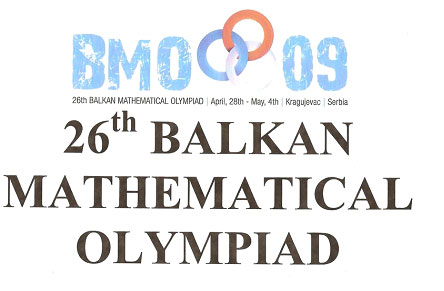 BMO 09
26th BALKAN MATHEMATICAL OLYMPIAD | April, 28th - May, 4th | Kragujevac | Serbia
26th BALKAN
MATHEMATICAL
OLYMPIAD